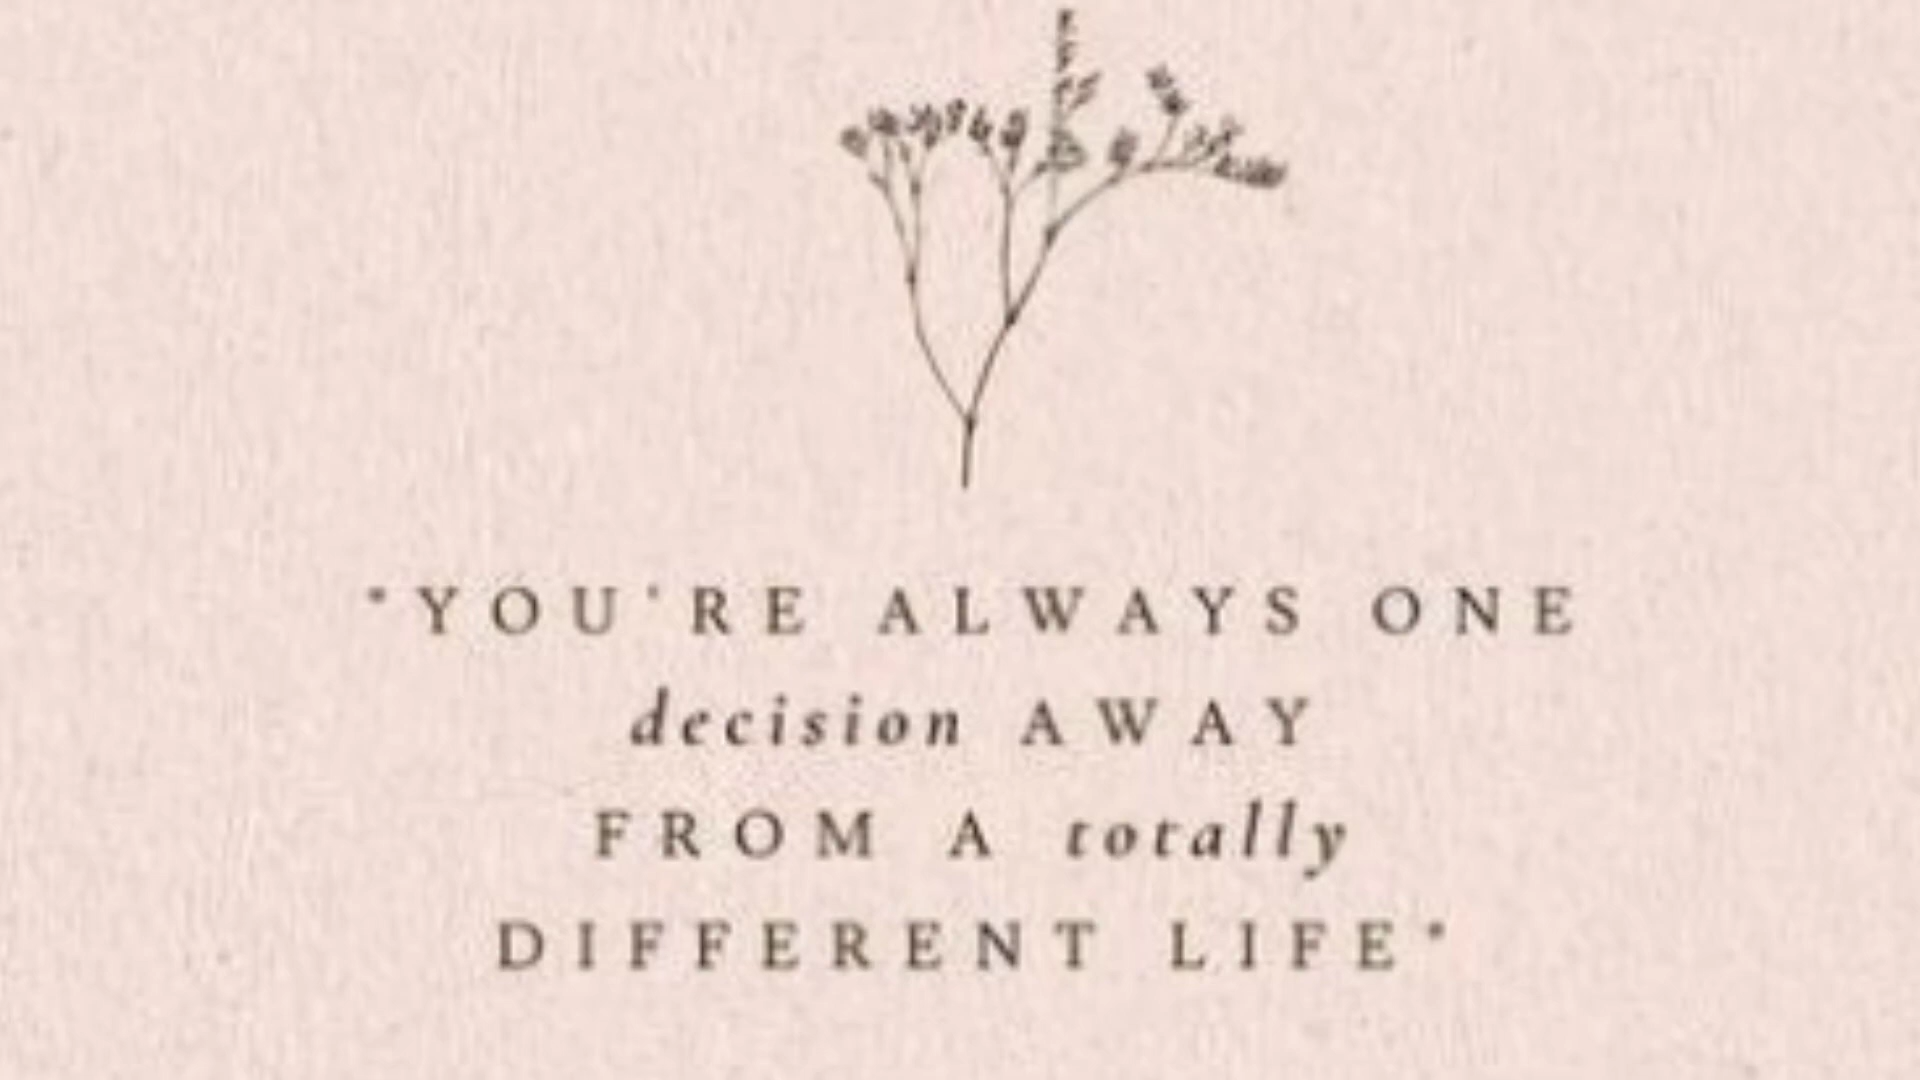 "YOU'RE ALWAYS ONE
decision AWAY
FROM A totally
DIFFERENT LIFE"